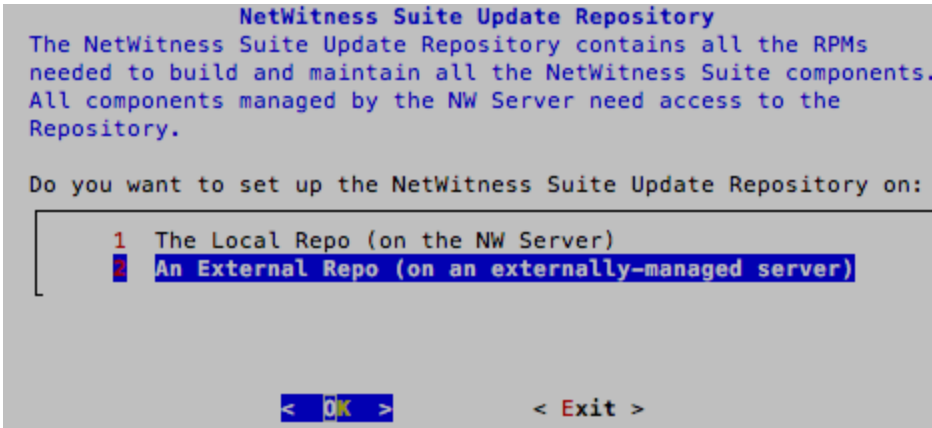 NetWitness Suite Update Repository
The NetWitness Suite Update Repository contains all the RPMs
needed to build and maintain all the NetWitness Suite components.
All components managed by the NW Server need access to the
Repository.
Do you want to set up the NetWitness Suite Update Repository on:
1 The Local Repo (on the NW Server)
2 An External Repo (on an externally-managed server)
< OK > < Exit >